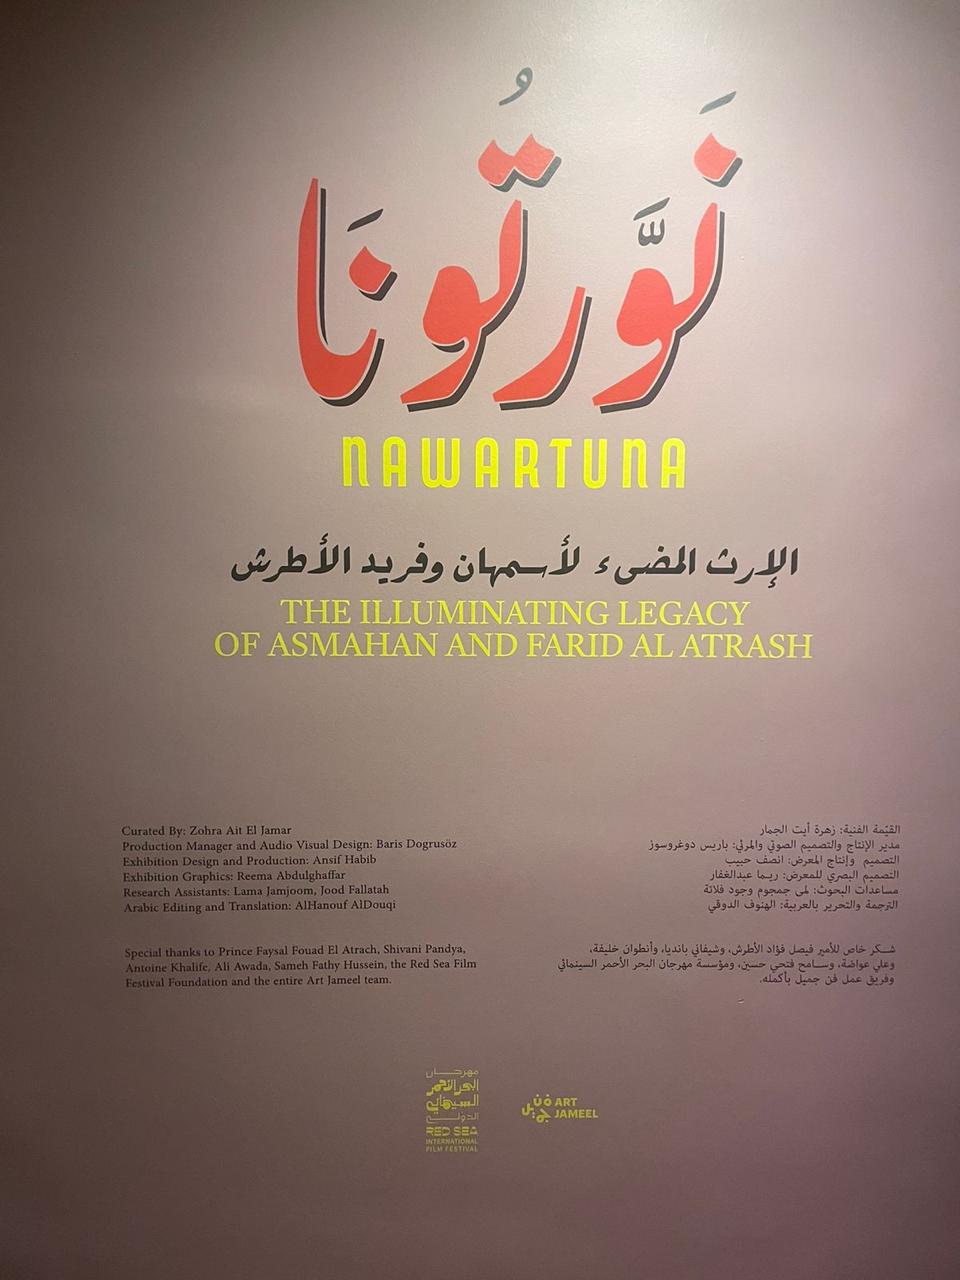 نَوَّرتُونَا
NAWARTUNA
الإرث المضيء لأسمهان وفريد الأطرش
THE ILLUMINATING LEGACY
OF ASMAHAN AND FARID AL ATRASH
Curated By: Zohra Ait El Jamar
Production Manager and Audio Visual Design: Baris Dogrusöz
Exhibition Design and Production: Ansif Habib
Exhibition Graphics: Reema Abdulghaffar
Research Assistants: Lama Jamjoom, Jood Fallatah
Arabic Editing and Translation: AlHanouf AlDouqi
Special thanks to Prince Faysal Fouad El Atrach, Shivani Pandya,
Antoine Khalife, Ali Awada, Sameh Fathy Hussein, the Red Sea Film
Festival Foundation and the entire Art Jameel team.
القيّمة الفنية: زهرة أيت الجمار
مدير الإنتاج والتصميم الصوتي والمرئي: باريس دوغروسوز
التصميم وإنتاج المعرض: انصف حبيب
التصميم البصري للمعرض: ريما عبدالغفار
مساعدات البحوث: لمى جمجوم وجود فلاتة
الترجمة والتحرير بالعربية: الهنوف الدوقي
شكر خاص للأمير فيصل فؤاد الأطرش، وشيفاني بانديا، وأنطوان خليفة،
وعلي عواضة، وسامح فتحي حسين، ومؤسسة مهرجان البحر الأحمر السينمائي
وفريق عمل فن جميل بأكمله.
مهرجان
البحر الأحمر
السينمائي
الدولي
RED SEA
INTERNATIONAL
FILM FESTIVAL
فن
جميل
ART
JAMEEL